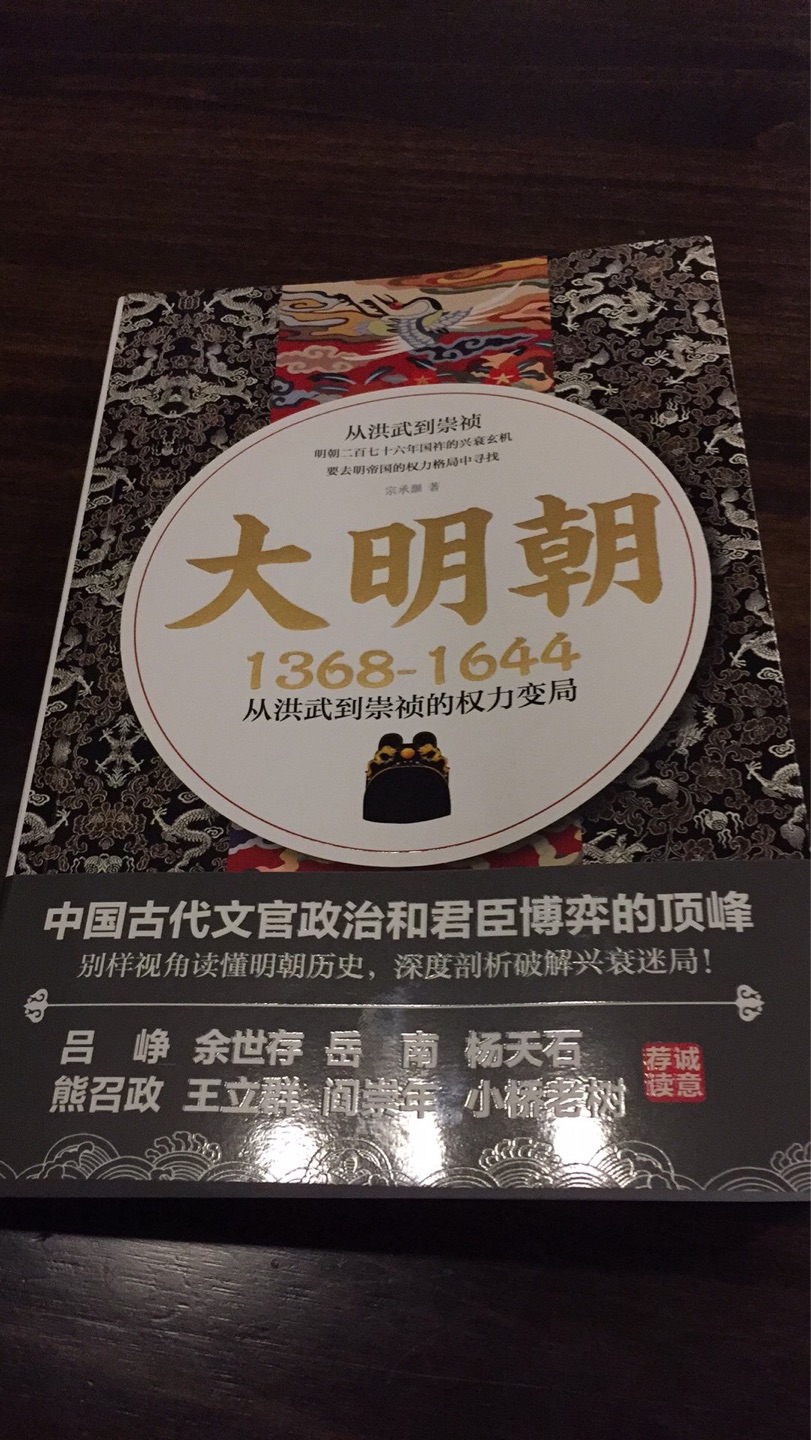 从洪武到崇祯
明朝二百七十六年国祚的兴衰玄机
要去明帝国的权力格局中寻找
宗承灏 著
大明朝
1368-1644
从洪武到崇祯的权力变局
中国古代文官政治和君臣博弈的顶峰
别样视角读懂明朝历史，深度剖析破解兴衰迷局！
吕 峥 余世存 岳 南 杨天石
熊召政 王立群 阎崇年 小桥老树
诚意荐读